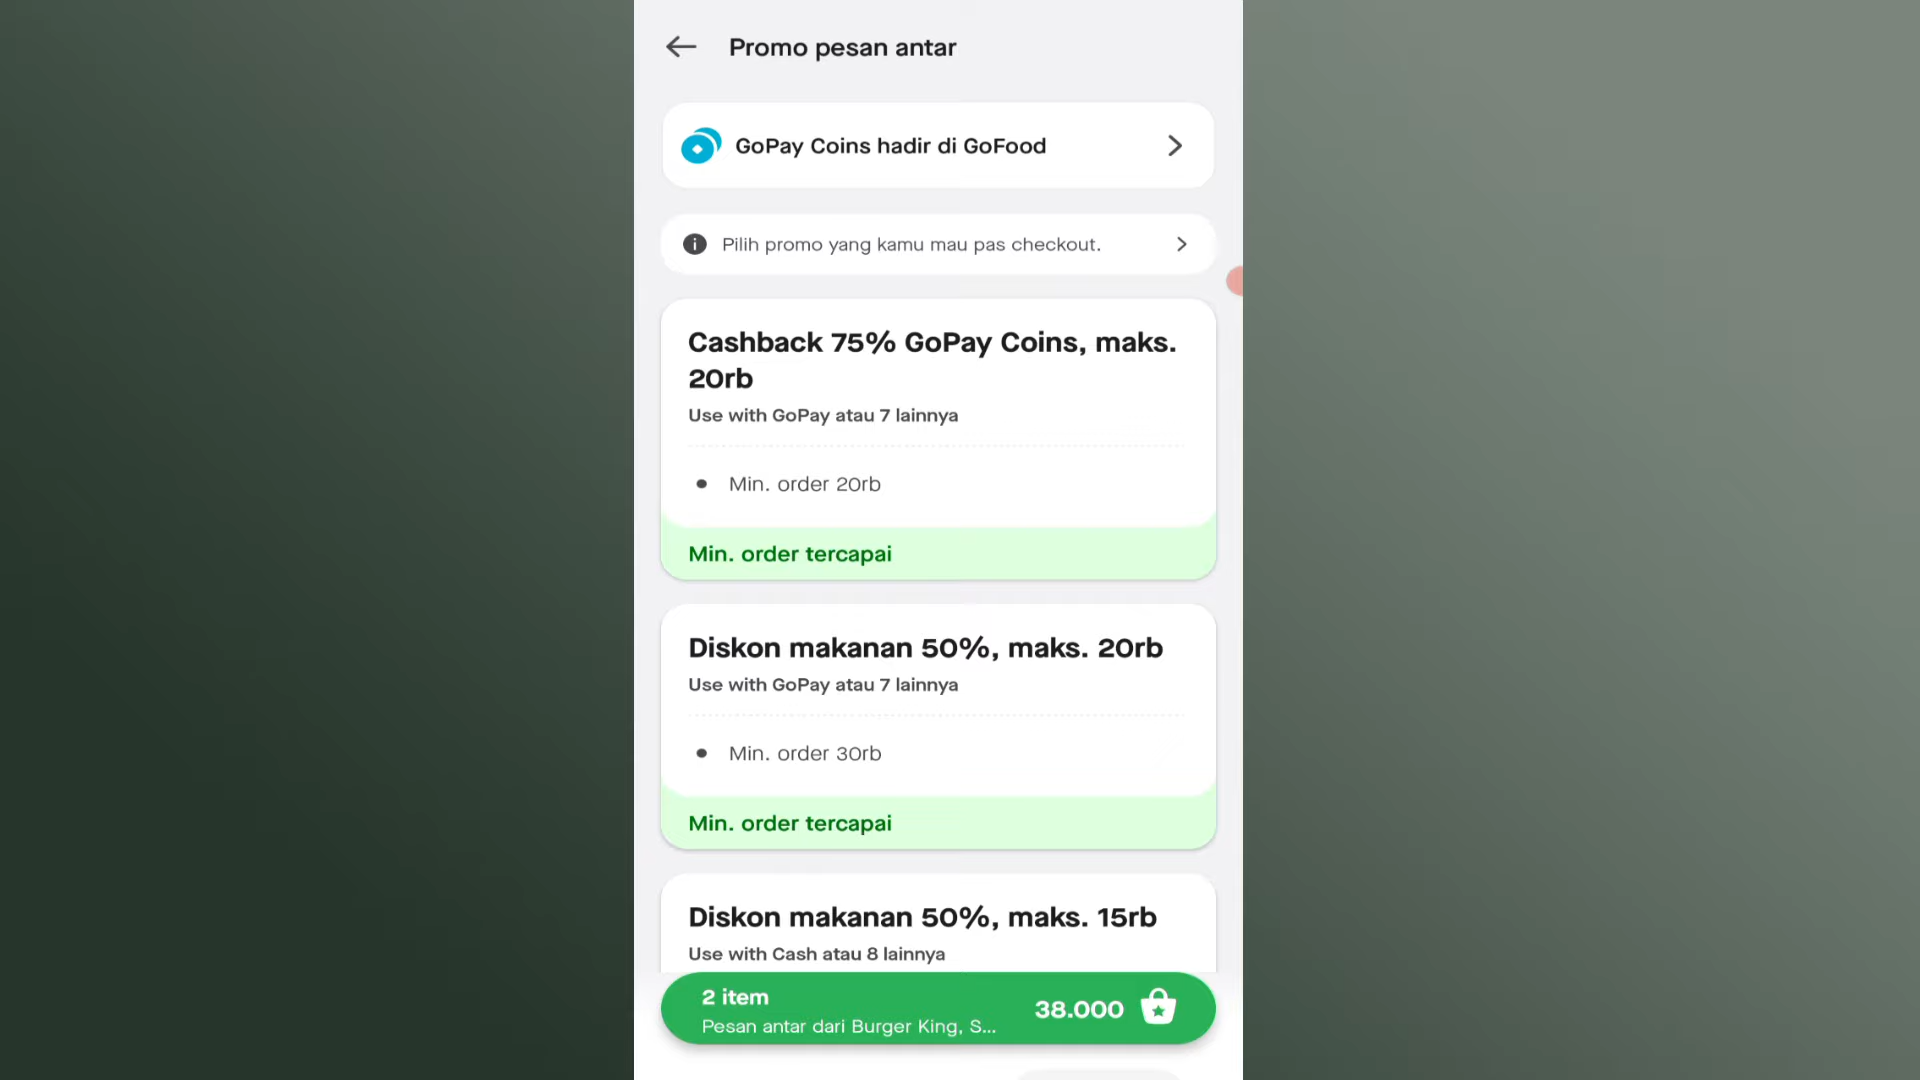 Promo pesan antar
GoPay Coins hadir di GoFood
Pilih promo yang kamu mau pas checkout.
Cashback 75% GoPay Coins, maks.
20rb
Use with GoPay atau 7 lainnya
Min. order 20rb
Min. order tercapai
Diskon makanan 50%, maks. 20rb
Use with GoPay atau 7 lainnya
Min. order 30rb
Min. order tercapai
Diskon makanan 50%, maks. 15rb
Use with Cash atau 8 lainnya
2 item
38.000
Pesan antar dari Burger King, S...